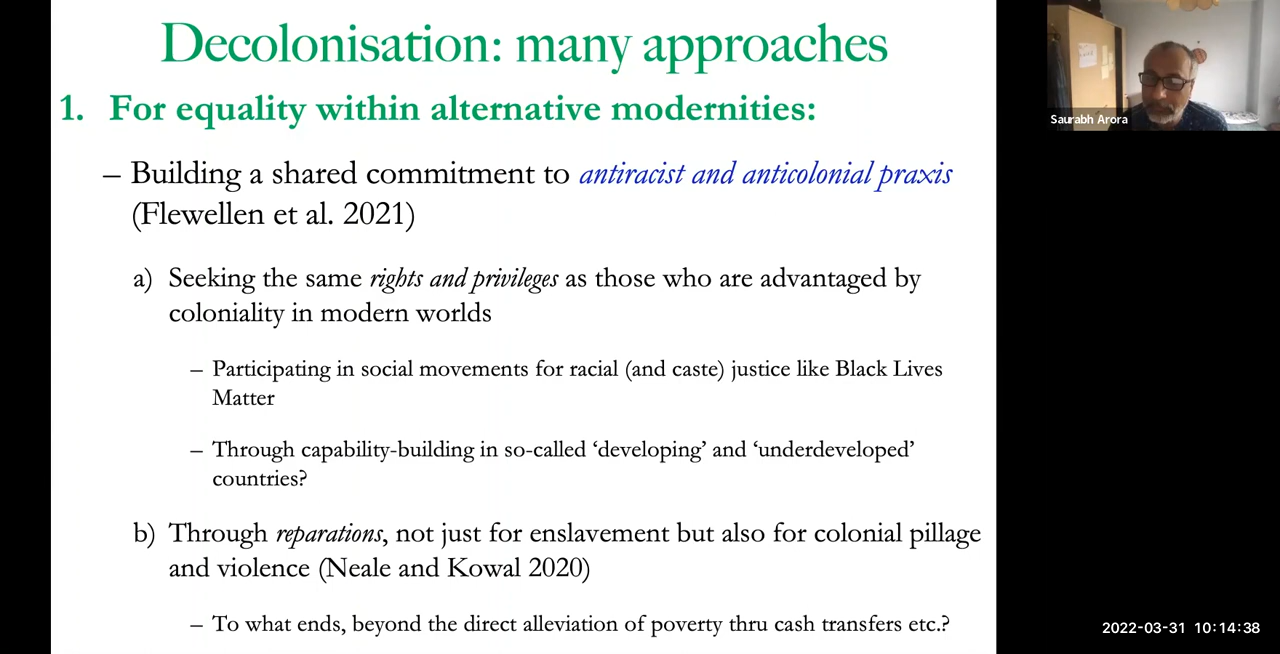 Decolonisation: many approaches
1. For equality within alternative modernities:
– Building a shared commitment to antiracist and anticolonial praxis
(Flewellen et al. 2021)
a) Seeking the same rights and privileges as those who are advantaged by
coloniality in modern worlds
– Participating in social movements for racial (and caste) justice like Black Lives
Matter
– Through capability-building in so-called ‘developing’ and ‘underdeveloped’
countries?
b) Through reparations, not just for enslavement but also for colonial pillage
and violence (Neale and Kowal 2020)
– To what ends, beyond the direct alleviation of poverty thru cash transfers etc.?
Saurabh Arora
2022-03-31 10:14:38